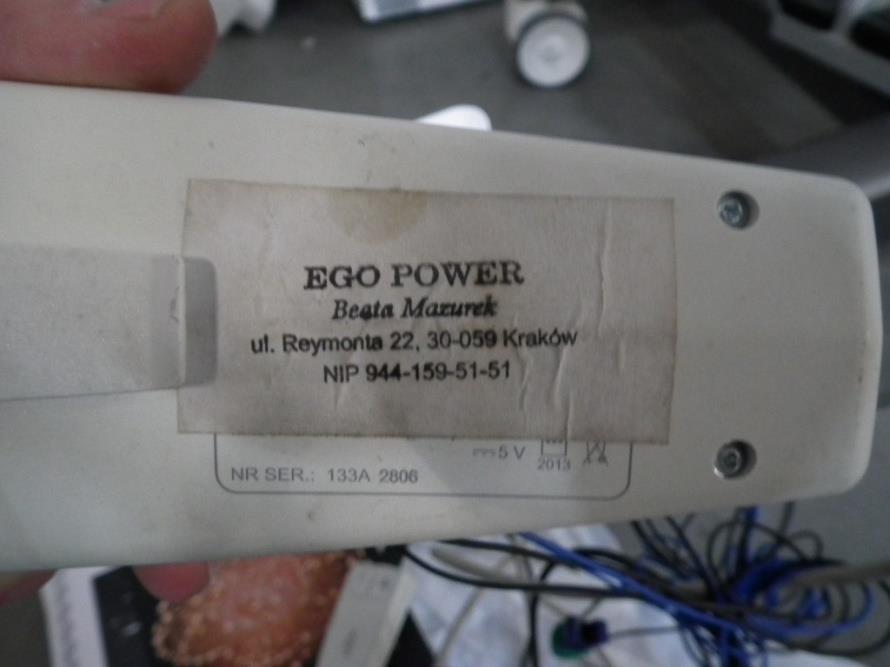 EGO POWER
Beata Mazurek
ul. Reymonta 22, 30-059 Kraków
NIP 944-159-51-51
5 V
2013
NR SER.: 133A 2806